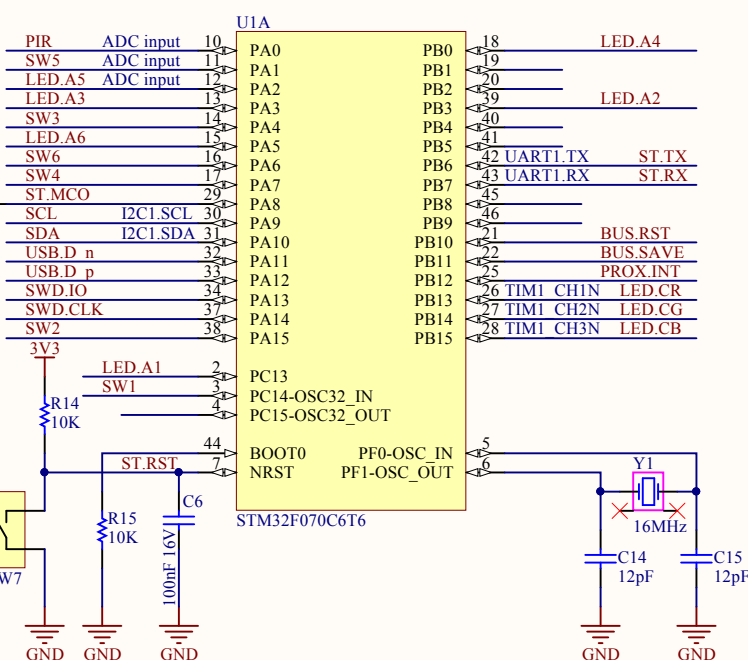 U1A
PIR ADC input 10 PA0 PB0 18 LED.A4
SW5 ADC input 11 PA1 PB1 19
LED.A5 ADC input 12 PA2 PB2 20
LED.A3 13 PA3 PB3 39 LED.A2
SW3 14 PA4 PB4 40
LED.A6 15 PA5 PB5 41
SW6 16 PA6 PB6 42 UART1.TX ST.TX
SW4 17 PA7 PB7 43 UART1.RX ST.RX
ST.MCO 29 PA8 PB8 45
SCL I2C1.SCL 30 PA9 PB9 46
SDA I2C1.SDA 31 PA10 PB10 21 BUS.RST
USB.D_n 32 PA11 PB11 22 BUS.SAVE
USB.D_p 33 PA12 PB12 25 PROX.INT
SWD.IO 34 PA13 PB13 26 TIM1_CH1N LED.CR
SWD.CLK 37 PA14 PB14 27 TIM1_CH2N LED.CG
SW2 38 PA15 PB15 28 TIM1_CH3N LED.CB
3V3
LED.A1 2 PC13
SW1 3 PC14-OSC32_IN
4 PC15-OSC32_OUT
R14
10K
44 BOOT0 PF0-OSC_IN 5
ST.RST 7 NRST PF1-OSC_OUT 6
Y1
16MHz
STM32F070C6T6
R15
10K
C6
100nF 16V
C14
12pF
C15
12pF
W7
GND GND GND GND GND